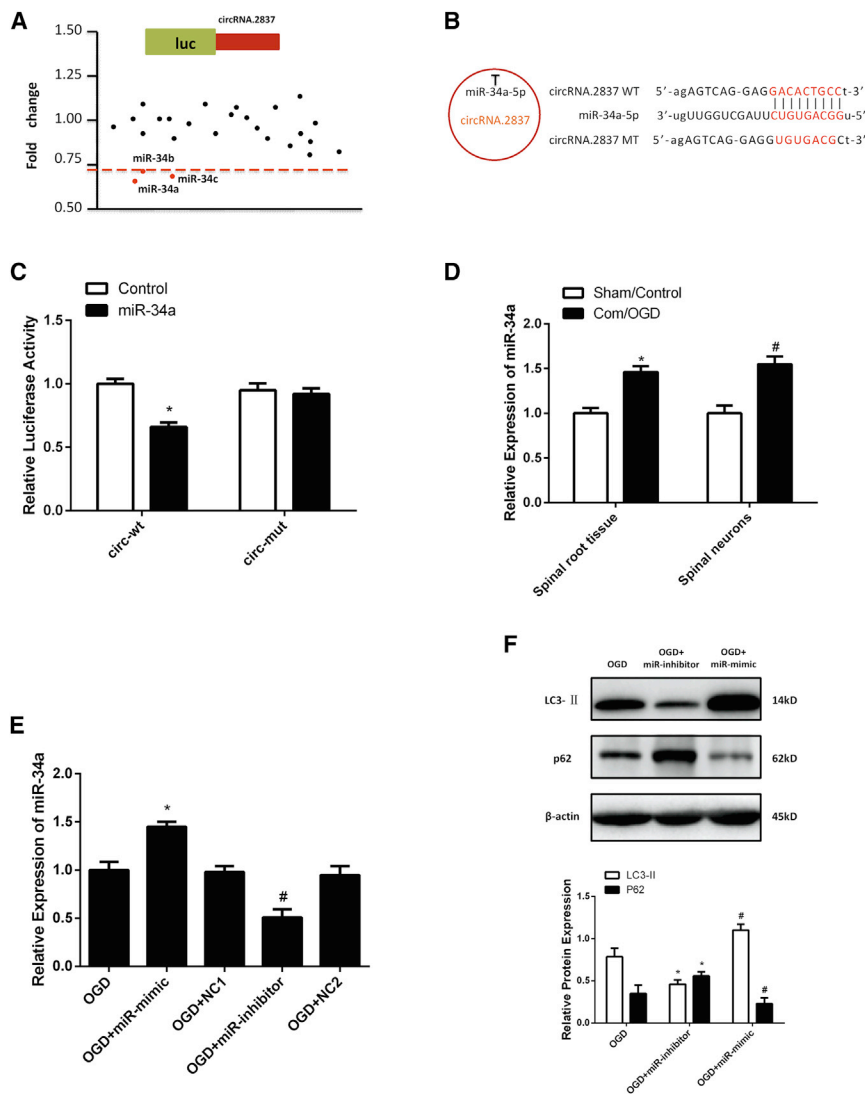 A
circRNA.2837
luc
1.50
1.25
1.00
0.75
0.50
Fold change
miR-34b
miR-34c
miR-34a
B
miR-34a-5p
circRNA.2837
circRNA.2837 WT 5'-agAGTCAG-GAGGACACTGCCt-3'
miR-34a-5p 3'-ugUUGGUCGAUUCUGUGACGGu-5'
circRNA.2837 MT 5'-agAGTCAG-GAGGUGUGACGCt-3'
C
Control
miR-34a
Relative Luciferase Activity
1.5
1.0
0.5
0.0
*
circ-wt
circ-mut
D
Sham/Control
Com/OGD
Relative Expression of miR-34a
2.0
1.5
1.0
0.5
0.0
*
#
Spinal root tissue
Spinal neurons
E
Relative Expression of miR-34a
2.0
1.5
1.0
0.5
0.0
*
#
OGD
OGD+miR-mimic
OGD+NC1
OGD+miR-inhibitor
OGD+NC2
F
OGD
OGD+
miR-inhibitor
OGD+
miR-mimic
LC3- Ⅱ
14kD
p62
62kD
β-actin
45kD
LC3-II
P62
Relative Protein Expression
1.5
1.0
0.5
0.0
*
*
#
#
OGD
OGD+miR-inhibitor
OGD+miR-mimic